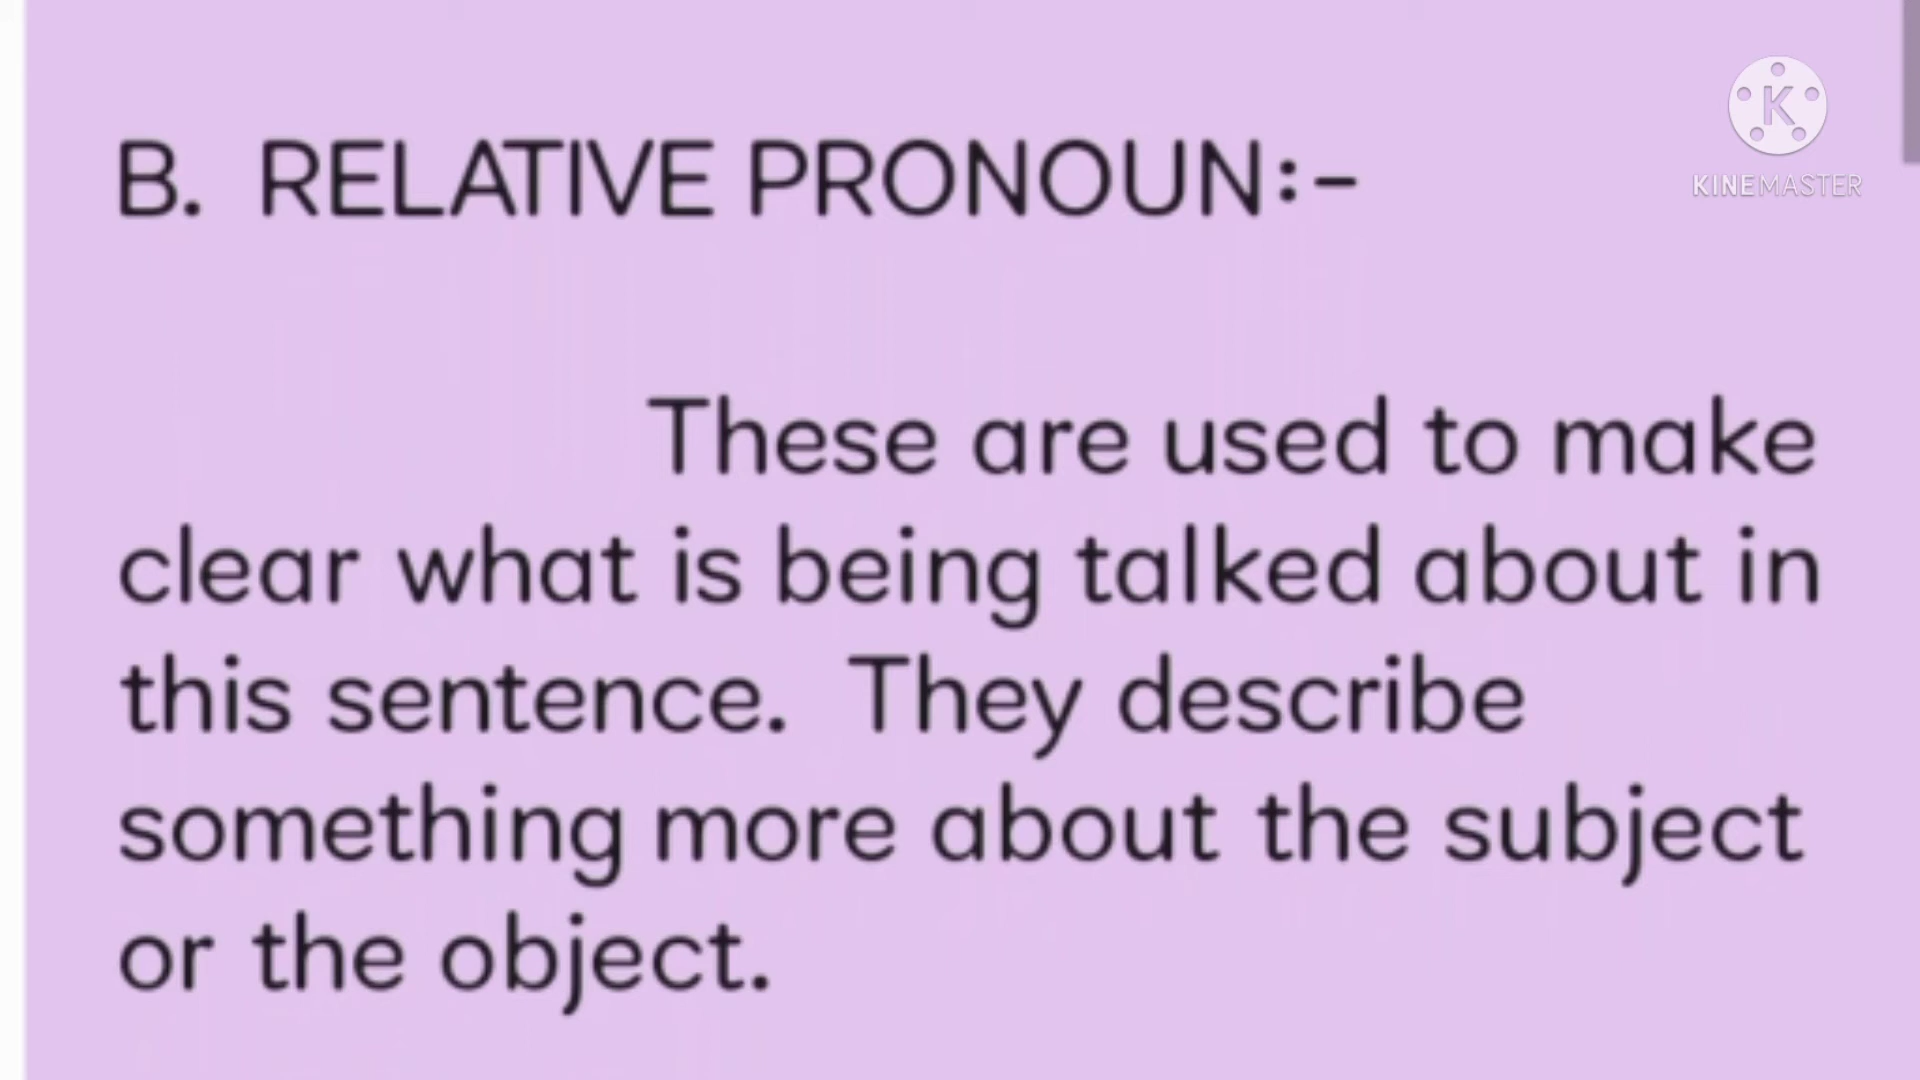 B. RELATIVE PRONOUN:-
K
KINEMASTER
These are used to make
clear what is being talked about in
this sentence. They describe
something more about the subject
or the object.